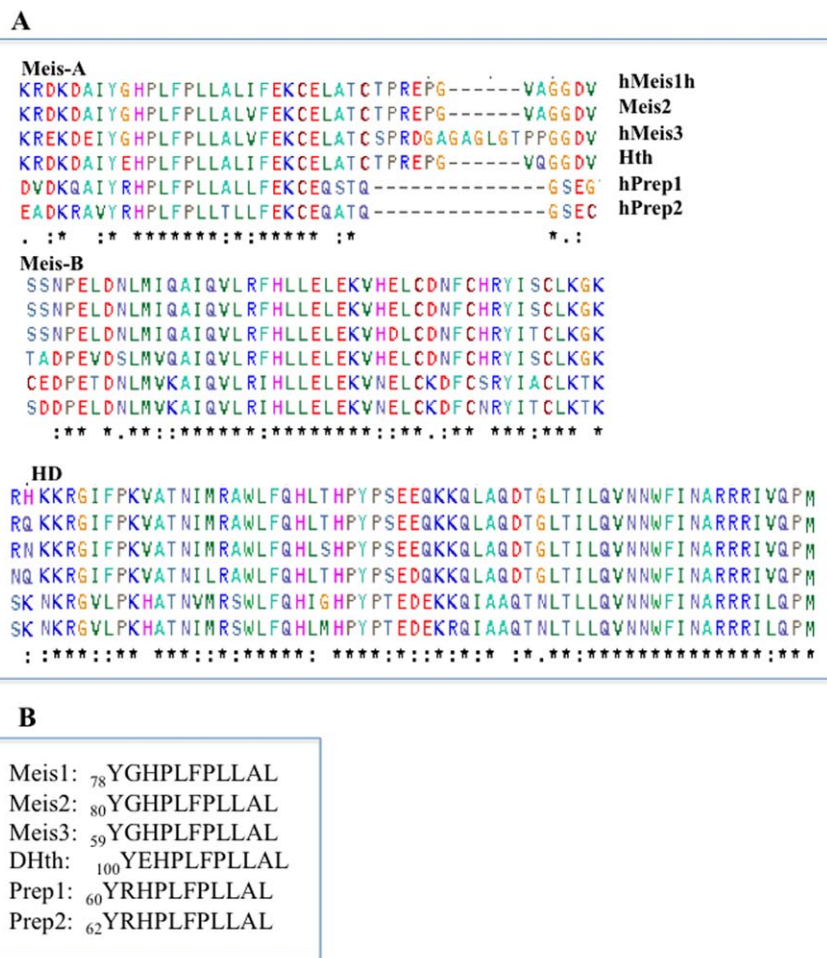 A
Meis-A
KRDKDAIYGHPLFPLLALIFEKCELATCTPREPG------VAGGDV hMeis1h
KRDKDAIYGHPLFPLLALVFEKCELATCTPREPG------VAGGDV Meis2
KREKDEIYGHPLFPLLALVFEKCELATCSPRDGAGAGLGTPPGGDV hMeis3
KRDKDAIYEHPLFPLLALIFEKCELATCTPREPG------VQGGDV Hth
DVDKQAIYRHPLFPLLALLFEKCEQSTQ--------------GSEG hPrep1
EADKRAVYRHPLFPLLTLLFEKCEQATQ--------------GSEC hPrep2
. :*  :* *******:*:*****  :*              *.:
Meis-B
SSNPELDNLMIQAIQVLRFHLLELEKVHELCDNFCHRYISCLKGK
SSNPELDNLMIQAIQVLRFHLLELEKVHELCDNFCHRYISCLKGK
SSNPELDNLMIQAIQVLRFHLLELEKVHDLCDNFCHRYITCLKGK
TADPEVDSLMVQAIQVLRFHLLELEKVHELCDNFCHRYISCLKGK
CEDPETDNLMVKAIQVLRIHLLELEKVNELCKDFCSRYIACLKTK
SDDPELDNLMVKAIQVLRIHLLELEKVNELCKDFCNRYITCLKTK
:** *.**::******:********::**.:** ***:*** *
HD
RHKKRGIFPKVATNIMRAWLFQHLTHPYPSEEQKKQLAQDTGLTILQVNNWFINARRRIVQPM
RQKKRGIFPKVATNIMRAWLFQHLTHPYPSEEQKKQLAQDTGLTILQVNNWFINARRRIVQPM
RNKKRGIFPKVATNIMRAWLFQHLSHPYPSEEQKKQLAQDTGLTILQVNNWFINARRRIVQPM
NQKKRGIFPKVATNILRAWLFQHLTHPYPSEDQKKQLAQDTGLTILQVNNWFINARRRIVQPM
SKNKRGVLPKHATNVMRSWLFQHIGHPYPTEDEKKQIAAQTNLTLLQVNNWFINARRRILQPM
SKNKRGVLPKHATNIMRSWLFQHLMHPYPTEDEKRQIAAQTNLTLLQVNNWFINARRRILQPM
: :***::** ***::*:*****: ****:*::*:*:* :*.**:**************:***
B
Meis1: 78YGHPLFPLLAL
Meis2: 80YGHPLFPLLAL
Meis3: 59YGHPLFPLLAL
DHth: 100YEHPLFPLLAL
Prep1: 60YRHPLFPLLAL
Prep2: 62YRHPLFPLLAL